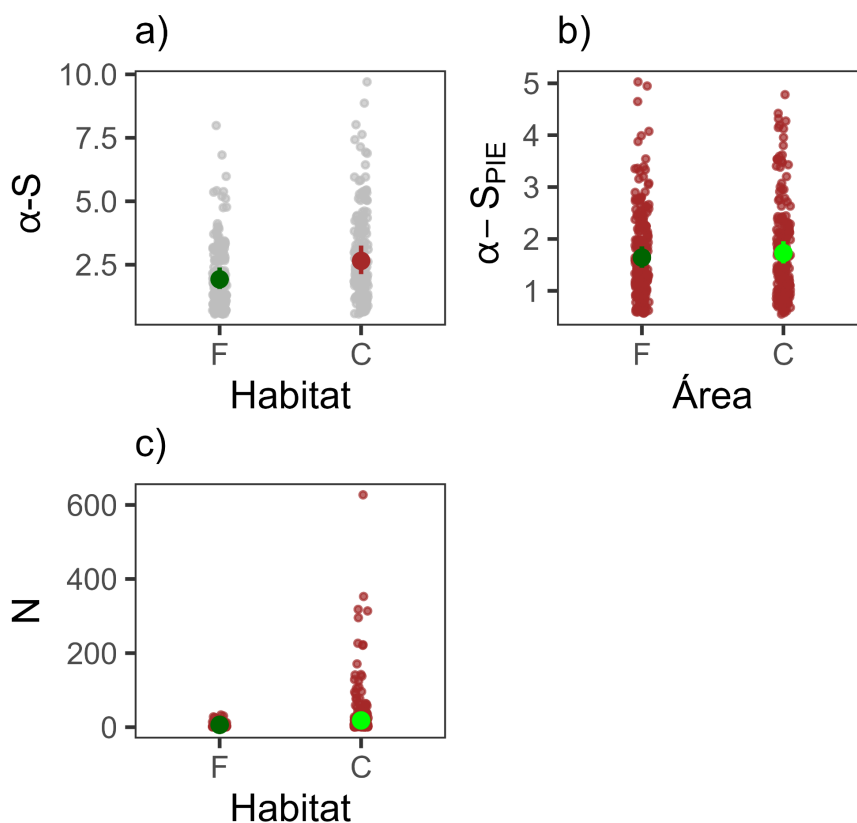 a)
α-S
10.0
7.5
5.0
2.5
F C
Habitat
b)
α− SPIE
5
4
3
2
1
F C
Área
c)
N
600
400
200
0
F C
Habitat